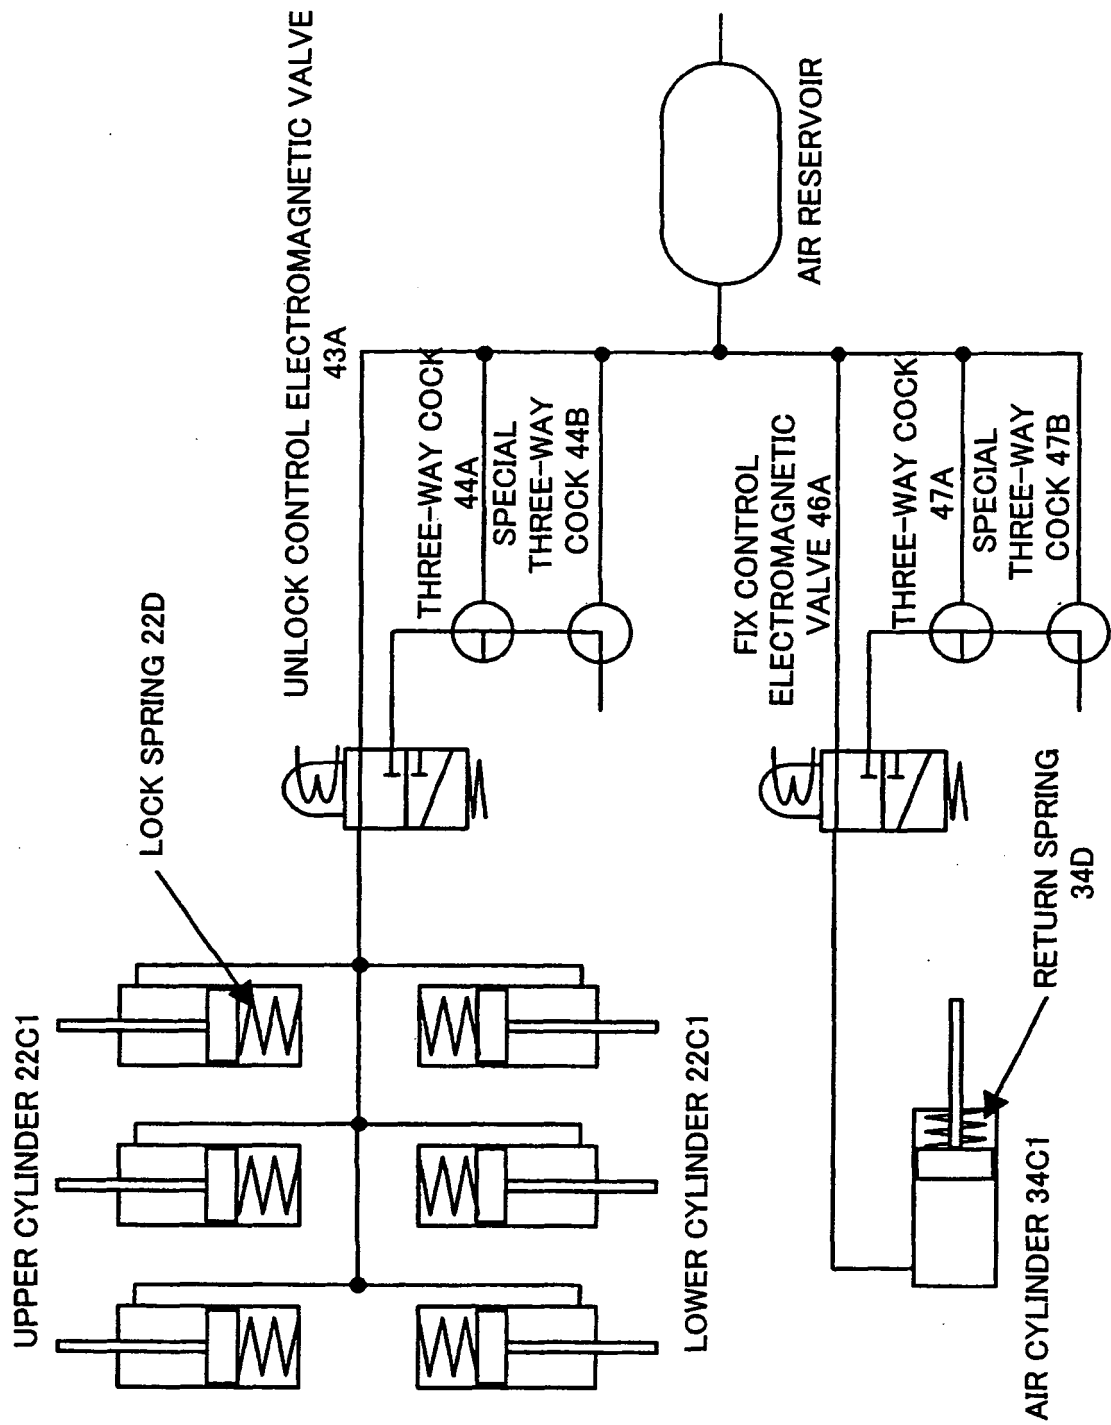 UPPER CYLINDER 22C1
LOCK SPRING 22D
UNLOCK CONTROL ELECTROMAGNETIC VALVE
43A
THREE-WAY COCK
44A
SPECIAL
THREE-WAY
COCK 44B
AIR RESERVOIR
LOWER CYLINDER 22C1
FIX CONTROL
ELECTROMAGNETIC
VALVE 46A
THREE-WAY COCK
47A
SPECIAL
THREE-WAY
COCK 47B
AIR CYLINDER 34C1
RETURN SPRING
34D